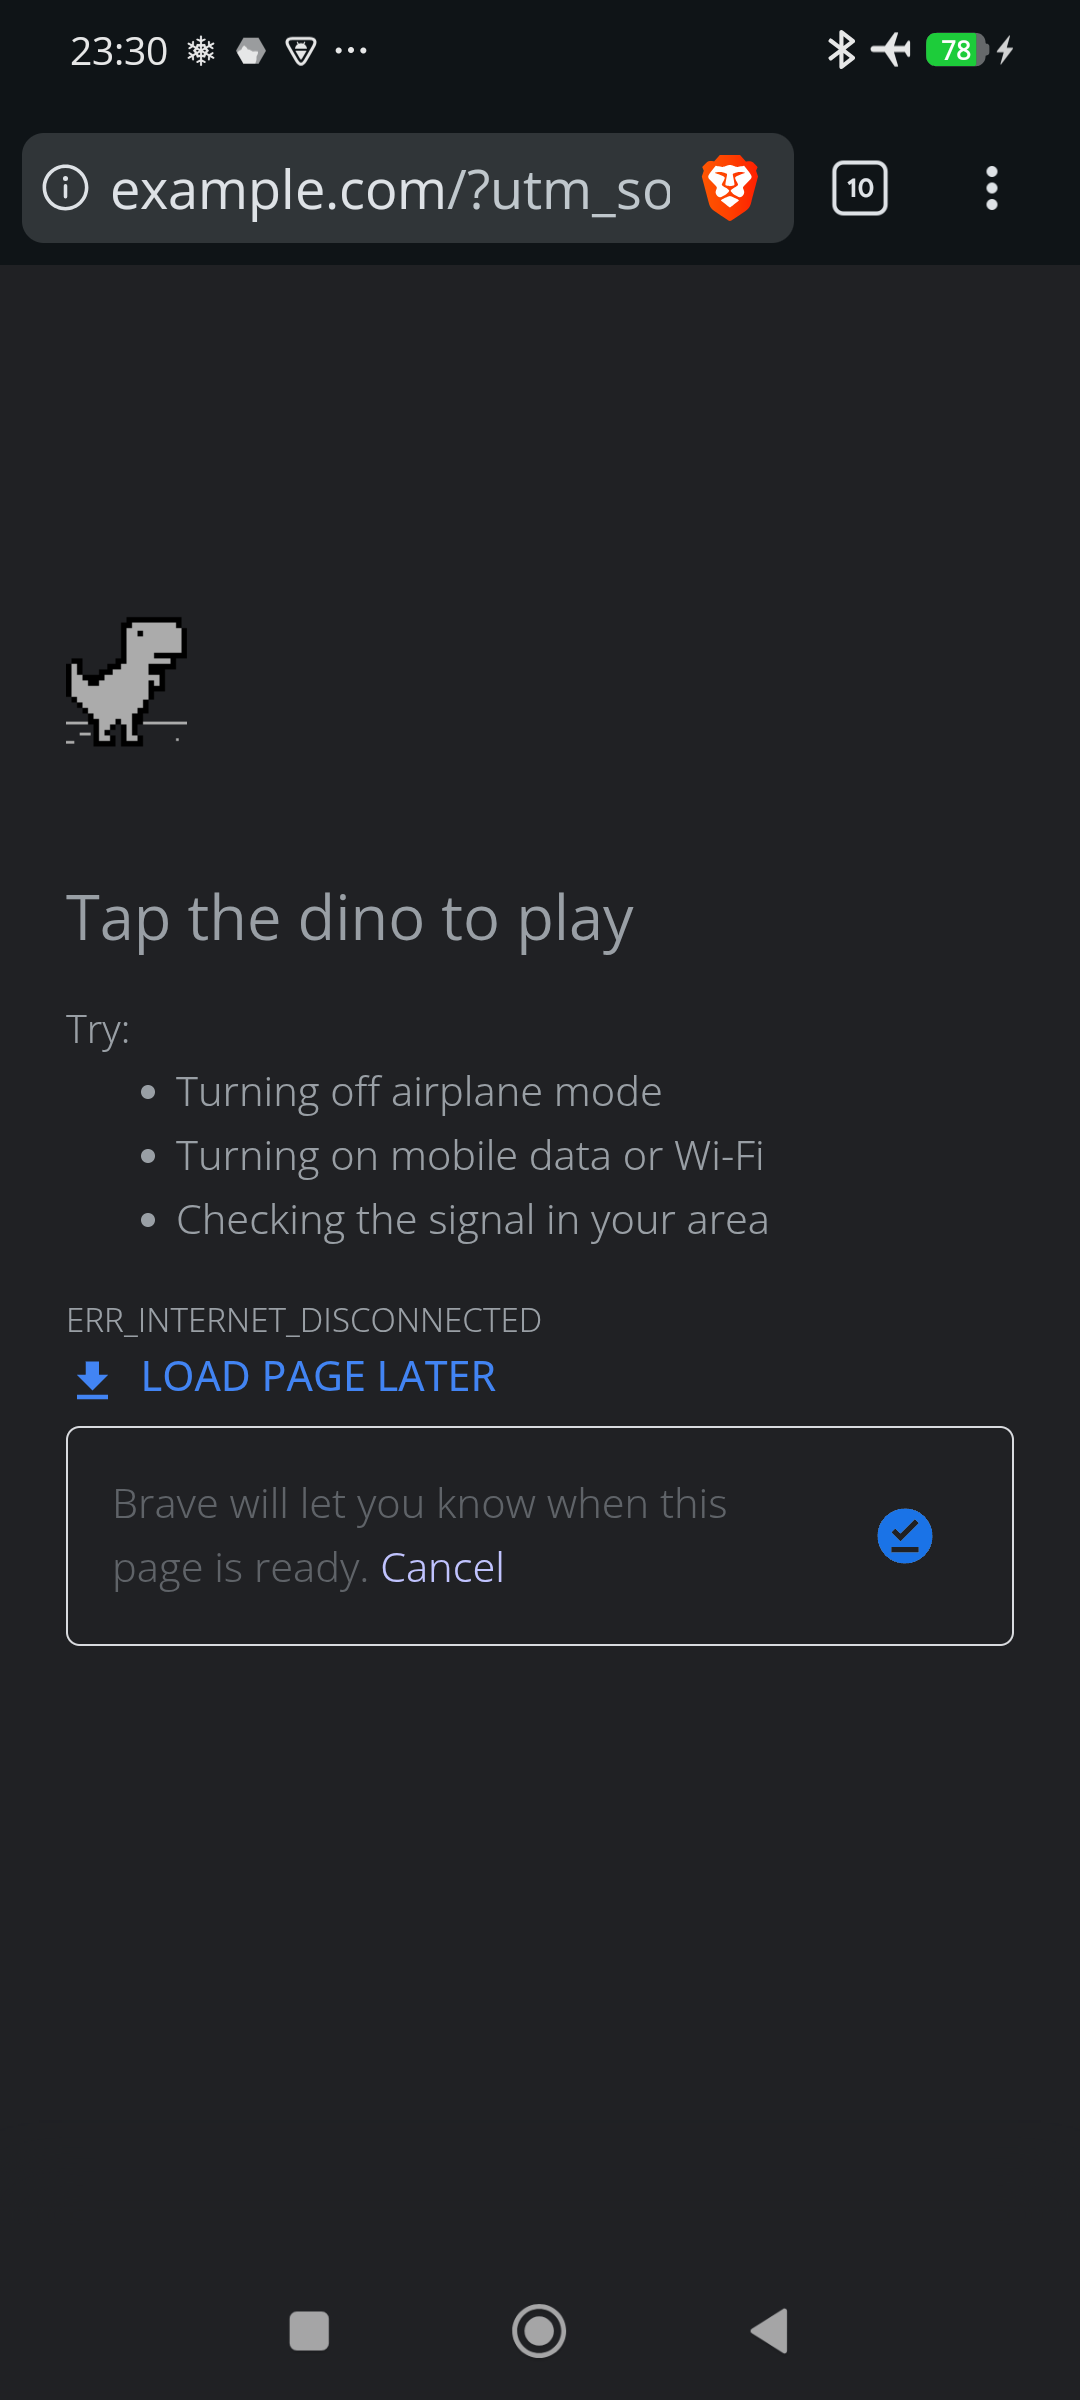 23:30
78
example.com/?utm_so
10
Tap the dino to play
Try:
Turning off airplane mode
Turning on mobile data or Wi-Fi
Checking the signal in your area
ERR_INTERNET_DISCONNECTED
LOAD PAGE LATER
Brave will let you know when this
page is ready. Cancel